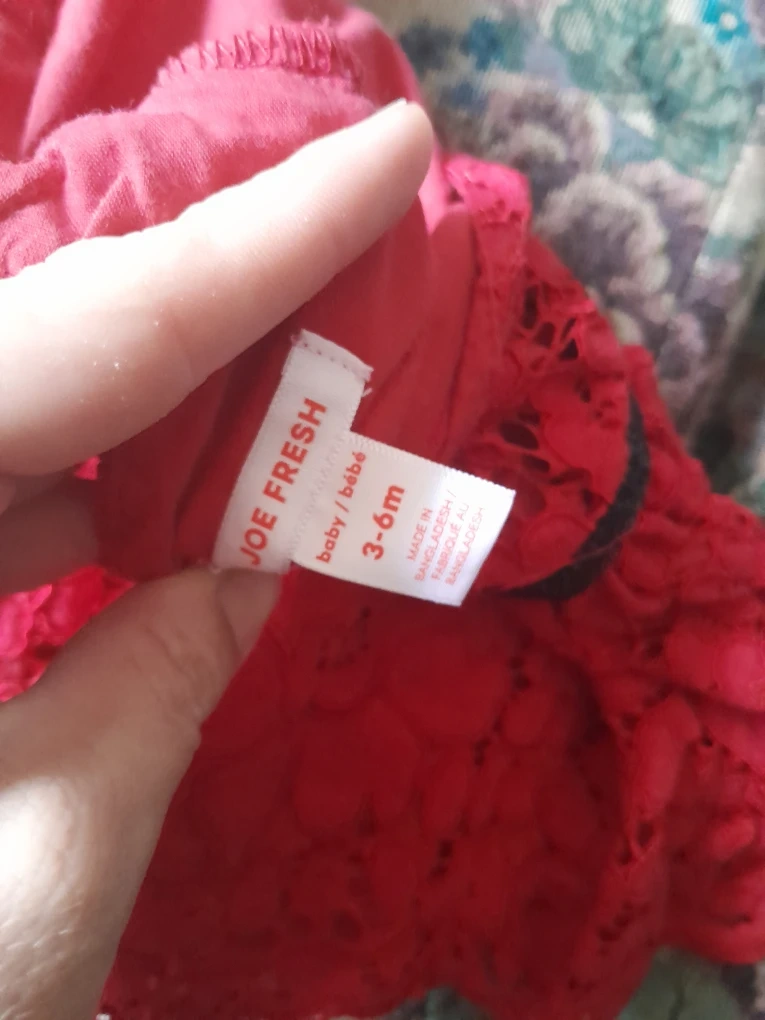 JOE FRESH
baby / bébé
3-6m
MADE IN
BANGLADESH /
FABRIQUÉ AU
BANGLADESH